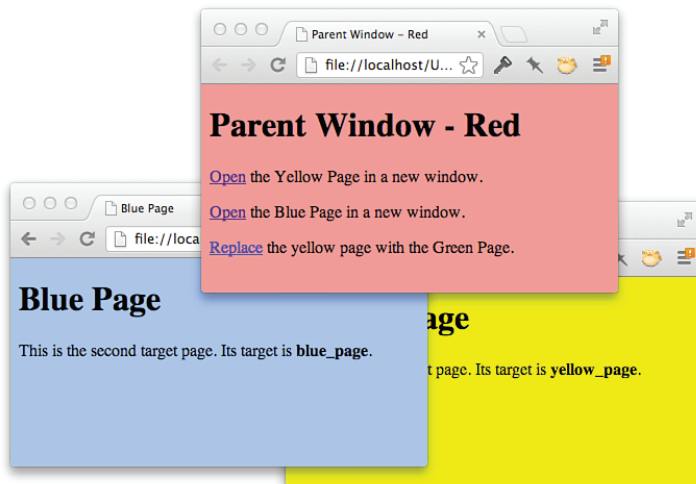 Parent Window - Red
file://localhost/U...
Parent Window - Red
Open the Yellow Page in a new window.
Open the Blue Page in a new window.
Replace the yellow page with the Green Page.
Blue Page
file://loca
Blue Page
This is the second target page. Its target is blue_page.
age
t page. Its target is yellow_page.